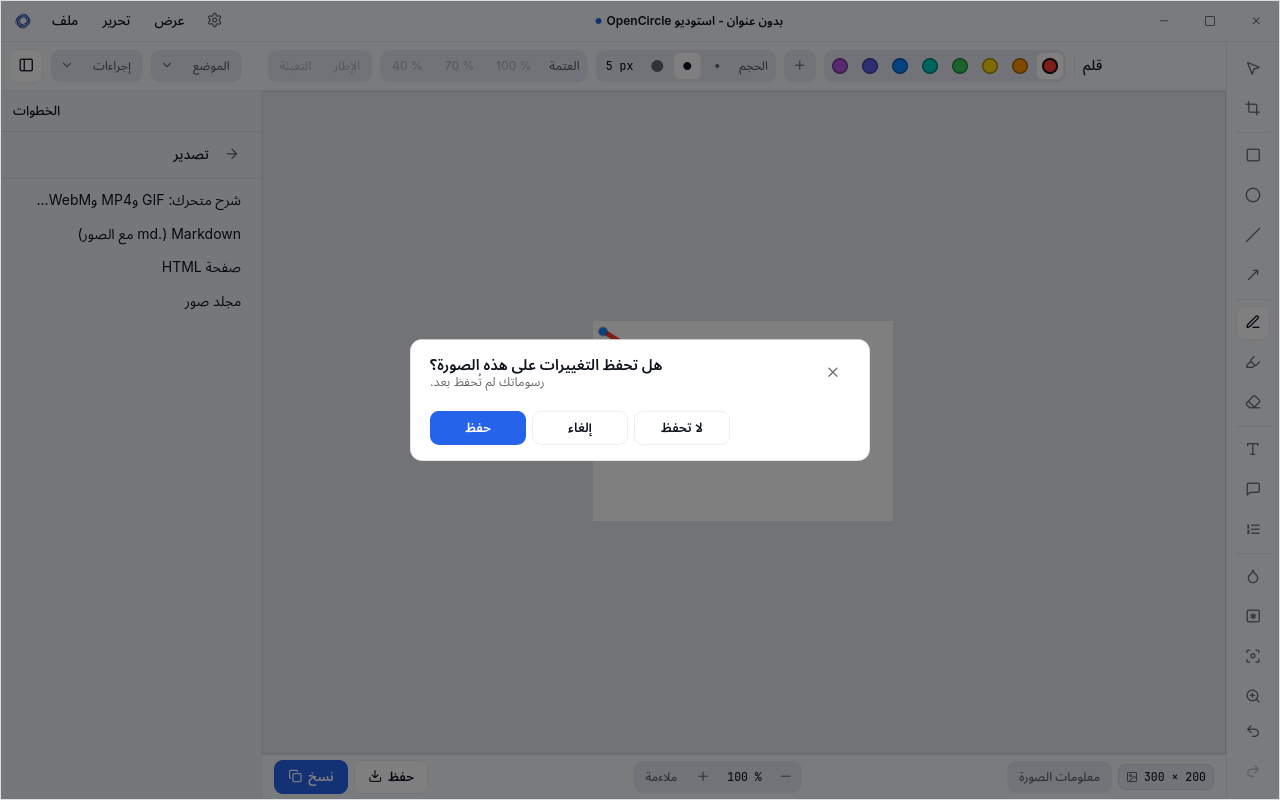 ملف
تحرير
عرض
بدون عنوان - استوديو OpenCircle
إجراءات
الموضع
التعبئة
الإطار
40 %
70 %
100 %
العتمة
5 px
الحجم
قلم
الخطوات
تصدير
شرح متحرك: GIF وMP4 وWebM...
Markdown (.md مع الصور)
صفحة HTML
مجلد صور
هل تحفظ التغييرات على هذه الصورة؟
رسوماتك لم تُحفظ بعد.
حفظ
إلغاء
لا تحفظ
نسخ
حفظ
ملاءمة
100 %
معلومات الصورة
300 × 200